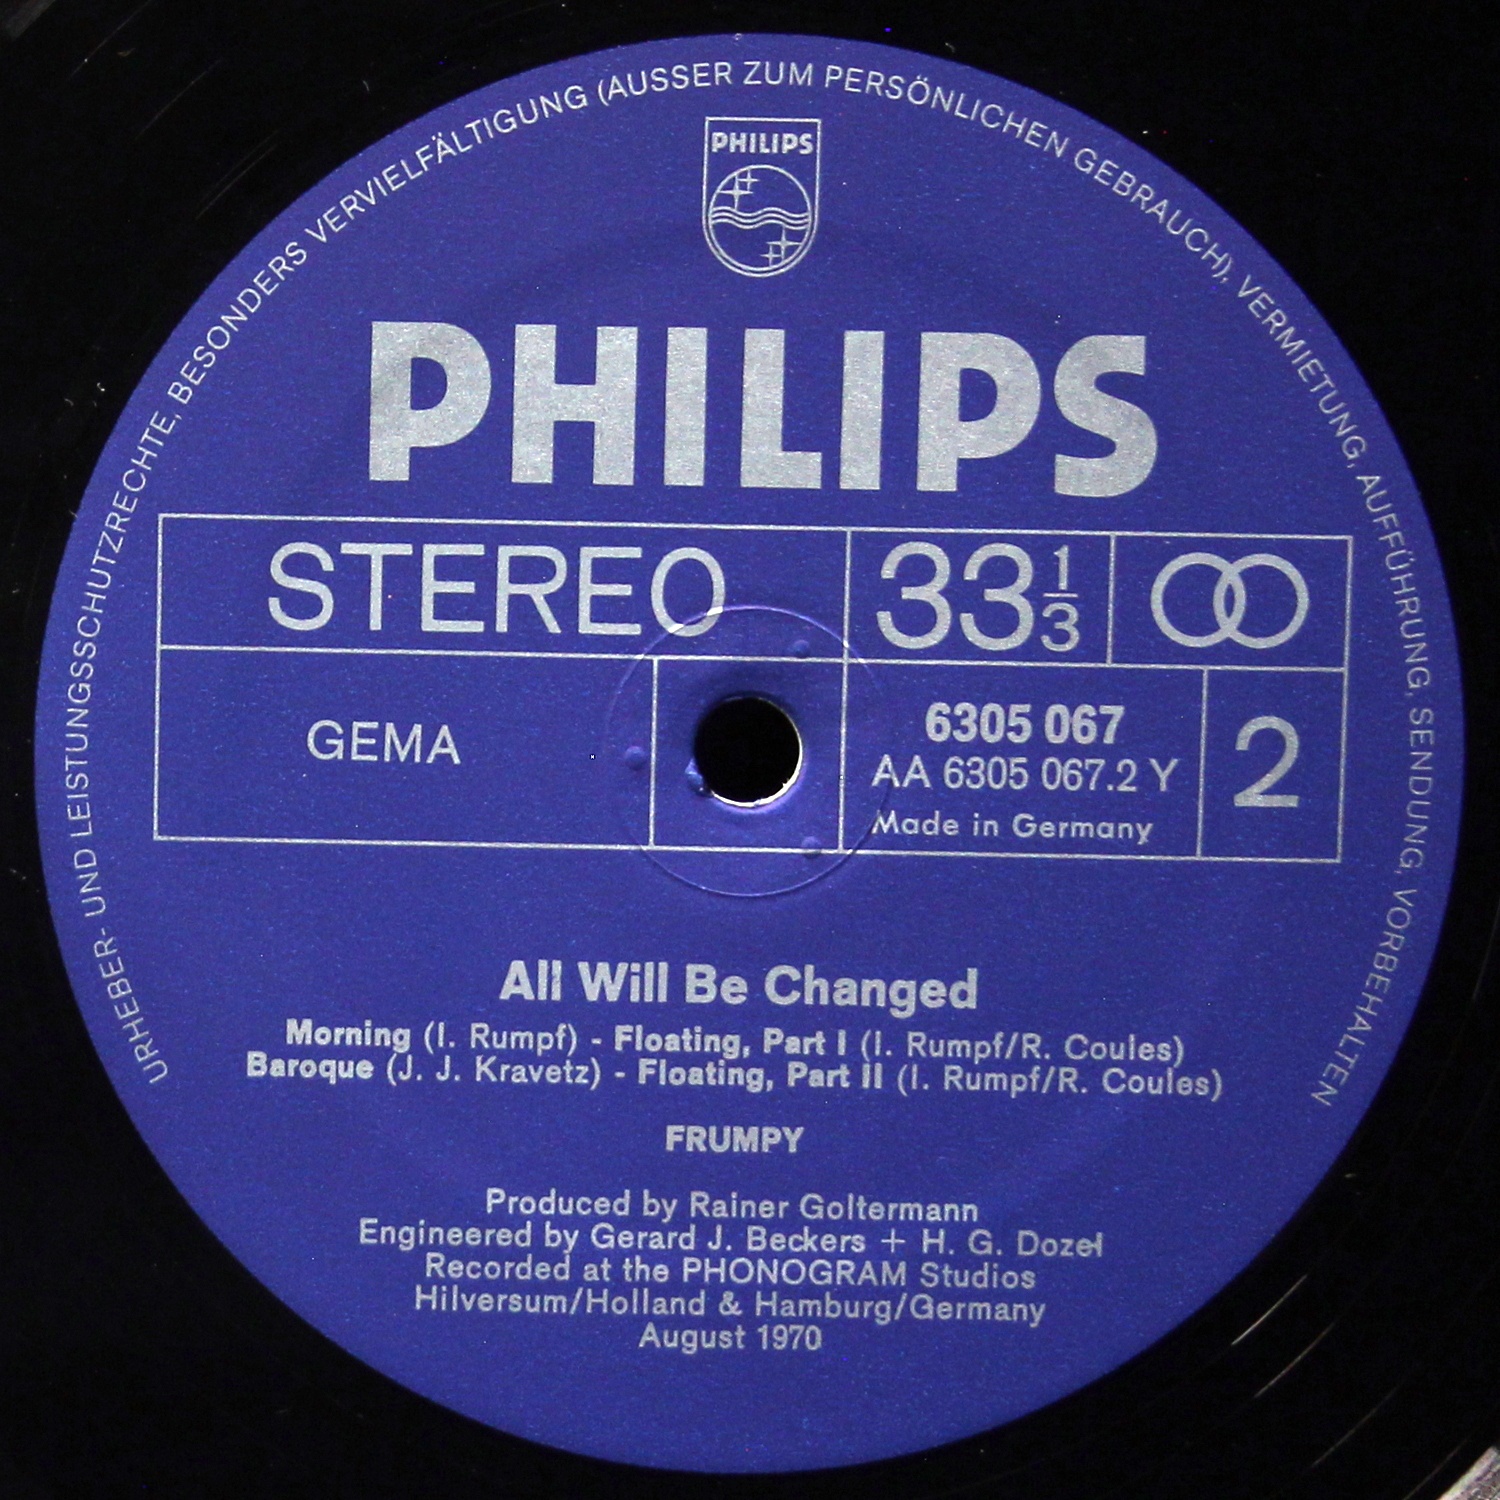 URHEBER- UND LEISTUNGSSCHUTZRECHTE, BESONDERS VERVIELFÄLTIGUNG (AUSSER ZUM PERSÖNLICHEN GEBRAUCH), VERMIETUNG, AUFFÜHRUNG, SENDUNG, VORBEHALTEN
PHILIPS
PHILIPS
STEREO 33 1/3
GEMA
6305 067
AA 6305 067.2 Y
Made in Germany
2
All Will Be Changed
Morning (I. Rumpf) - Floating, Part I (I. Rumpf/R. Coules)
Baroque (J. J. Kravetz) - Floating, Part II (I. Rumpf/R. Coules)
FRUMPY
Produced by Rainer Goltermann
Engineered by Gerard J. Beckers + H. G. Dozel
Recorded at the PHONOGRAM Studios
Hilversum/Holland & Hamburg/Germany
August 1970